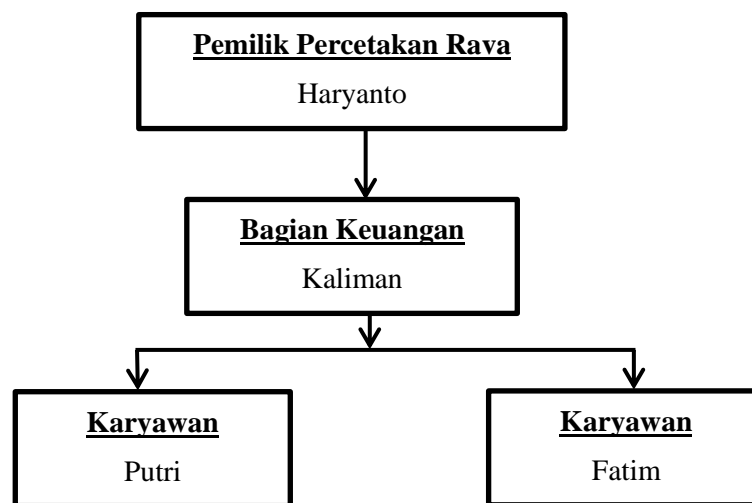 Pemilik Percetakan Rava
Haryanto
Bagian Keuangan
Kaliman
Karyawan
Putri
Karyawan
Fatim